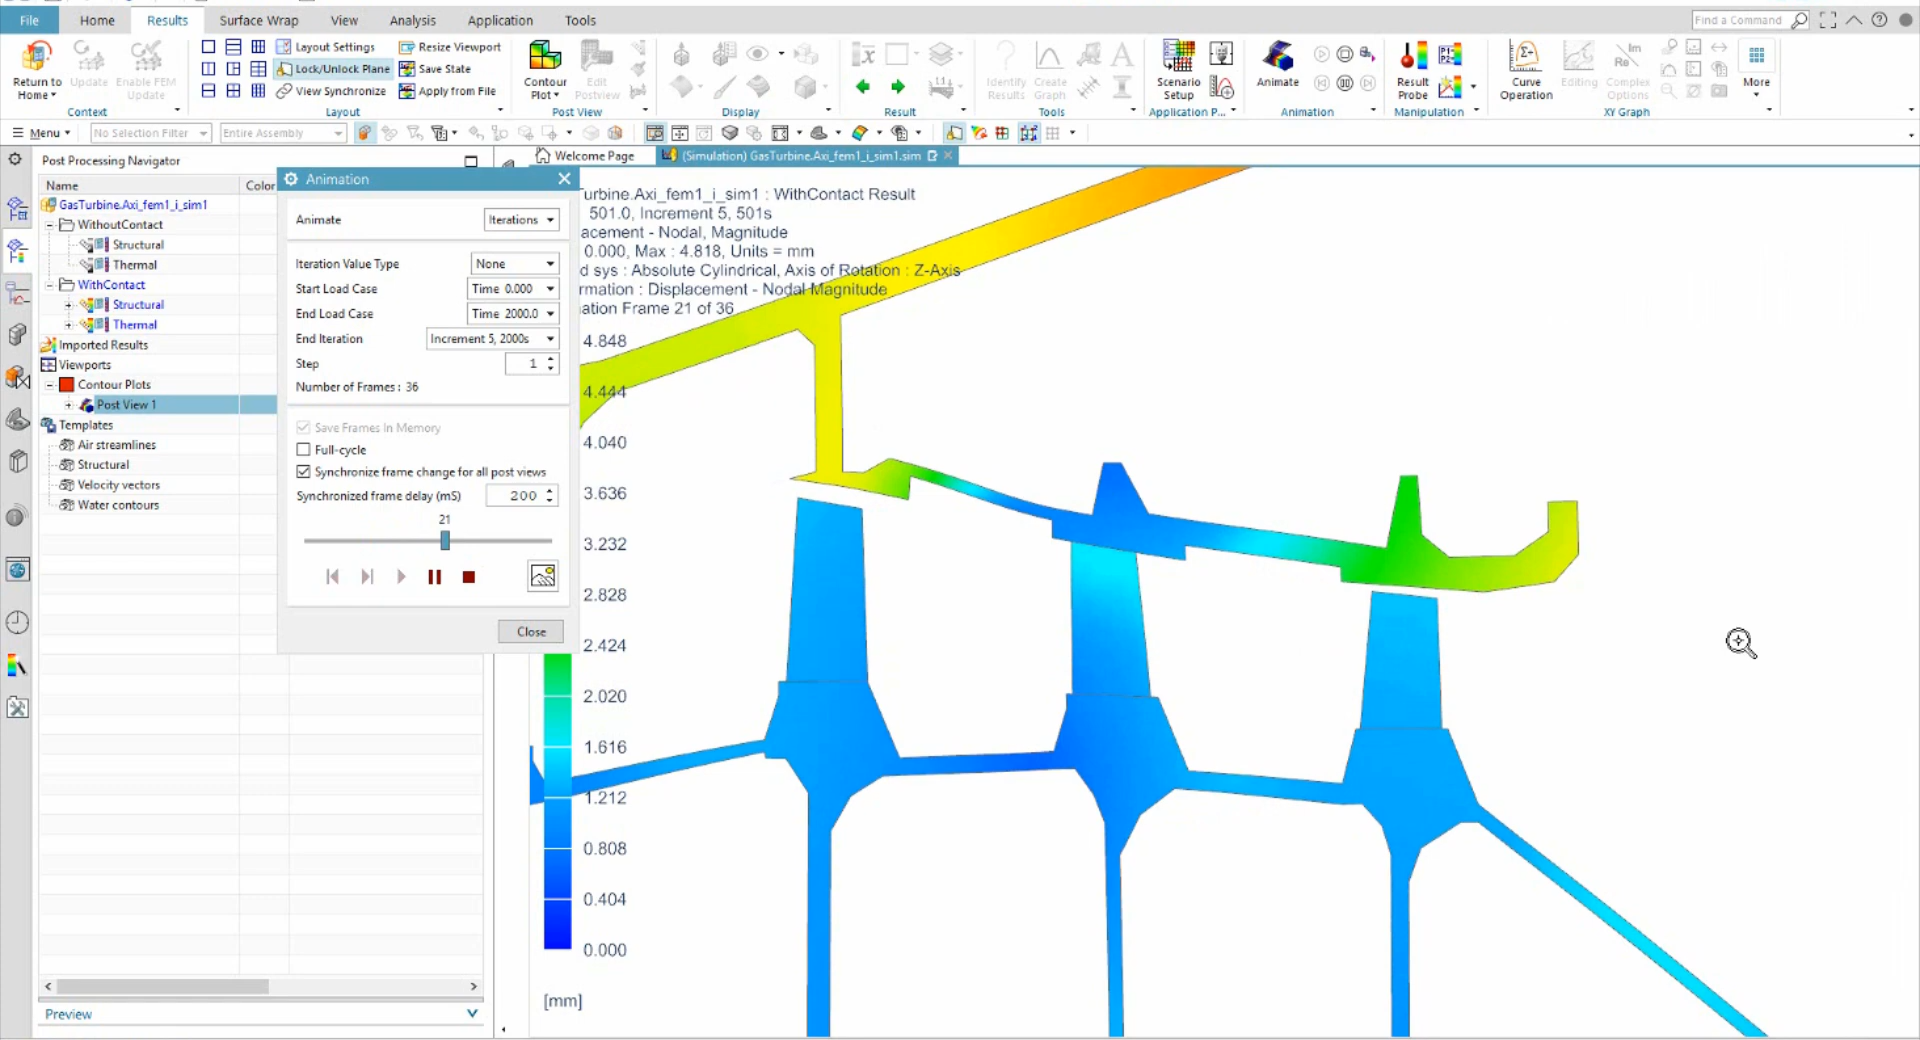 File Home Results Surface Wrap View Analysis Application Tools Find a Command
Layout Settings Resize Viewport
Lock/Unlock Plane Save State
View Synchronize Apply from File
Return to Home Update Enable FEM Update
Contour Plot Edit Postview
Identify Results Create Graph
Scenario Setup
Animate
Result Probe
Curve Operation Editing Complex Options
More
Context Layout Post View Display Result Tools Application P... Animation Manipulation XY Graph
Menu No Selection Filter Entire Assembly
Post Processing Navigator
Welcome Page (Simulation) GasTurbine.Axi_fem1_i_sim1.sim
Name Color
GasTurbine.Axi_fem1_i_sim1
WithoutContact
Structural
Thermal
WithContact
Structural
Thermal
Imported Results
Viewports
Contour Plots
Post View 1
Templates
Air streamlines
Structural
Velocity vectors
Water contours
Preview
Animation
Animate Iterations
Iteration Value Type None
Start Load Case Time 0.000
End Load Case Time 2000.0
End Iteration Increment 5, 2000s
Step 1
Number of Frames : 36
Save Frames In Memory
Full-cycle
Synchronize frame change for all post views
Synchronized frame delay (mS) 200
21
Close
urbine.Axi_fem1_i_sim1 : WithContact Result
501.0, Increment 5, 501s
acement - Nodal, Magnitude
0.000, Max : 4.818, Units = mm
d sys : Absolute Cylindrical, Axis of Rotation : Z-Axis
rmation : Displacement - Nodal Magnitude
ation Frame 21 of 36
4.848
4.444
4.040
3.636
3.232
2.828
2.424
2.020
1.616
1.212
0.808
0.404
0.000
[mm]